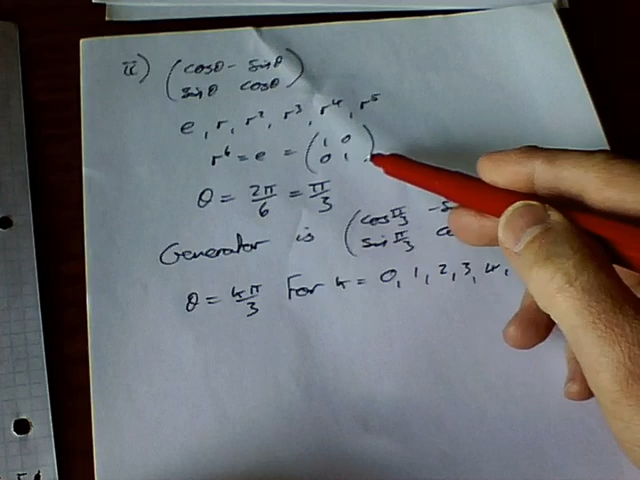 ii) (cosθ - sinθ
sinθ cosθ)
e, r, r², r³, r⁴, r⁵
r⁶ = e = (1 0
0 1)
θ = 2π/6 = π/3
Generator is (cos π/3
sin π/3
θ = kπ/3 For k = 0, 1, 2, 3, 4,